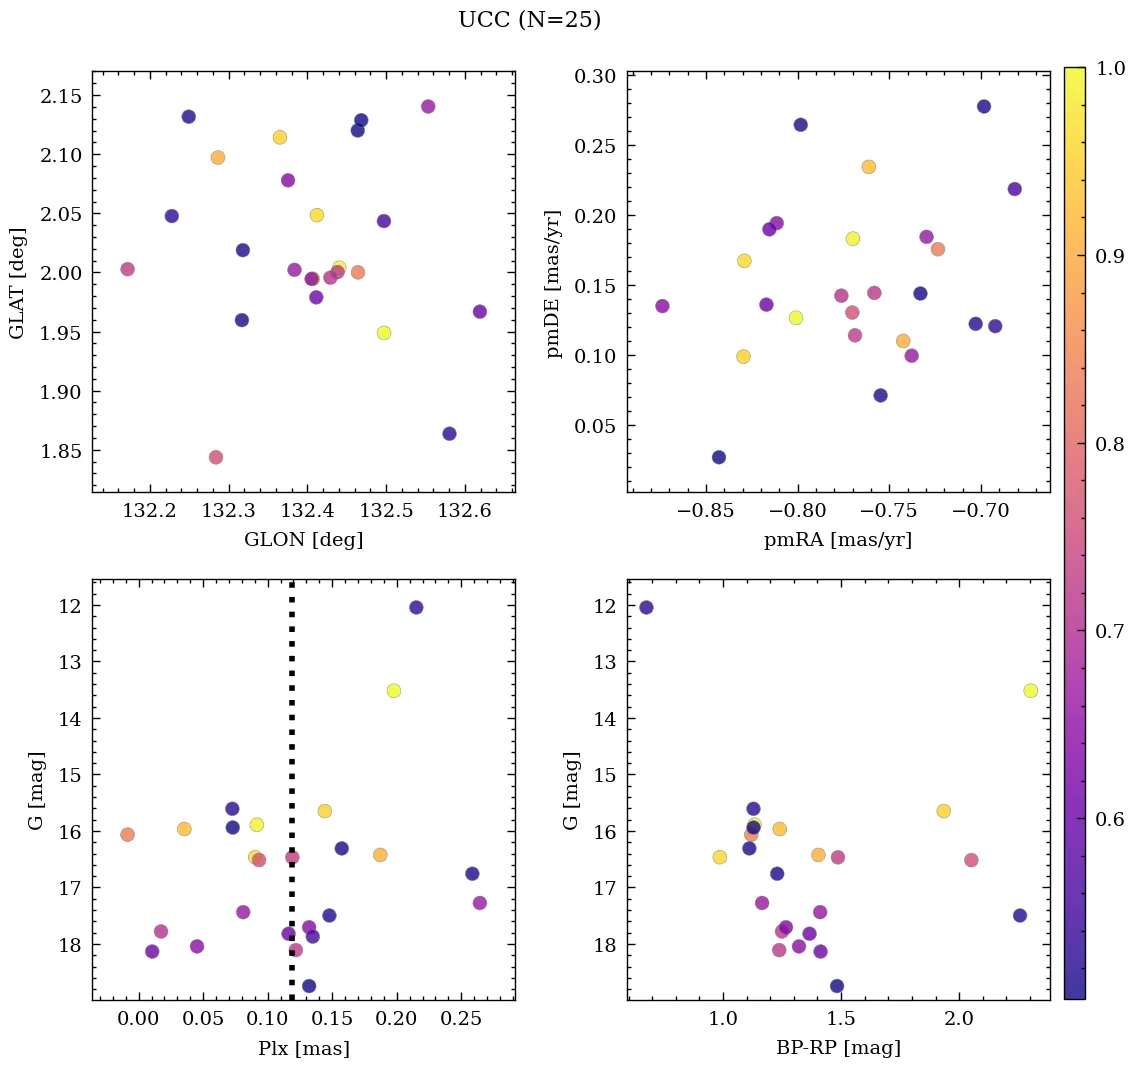 UCC (N=25)
2.15
2.10
2.05
2.00
1.95
1.90
1.85
GLAT [deg]
132.2 132.3 132.4 132.5 132.6
GLON [deg]
0.30
0.25
0.20
0.15
0.10
0.05
pmDE [mas/yr]
−0.85 −0.80 −0.75 −0.70
pmRA [mas/yr]
1.0
0.9
0.8
0.7
0.6
12
13
14
15
16
17
18
G [mag]
0.00 0.05 0.10 0.15 0.20 0.25
Plx [mas]
12
13
14
15
16
17
18
G [mag]
1.0 1.5 2.0
BP-RP [mag]